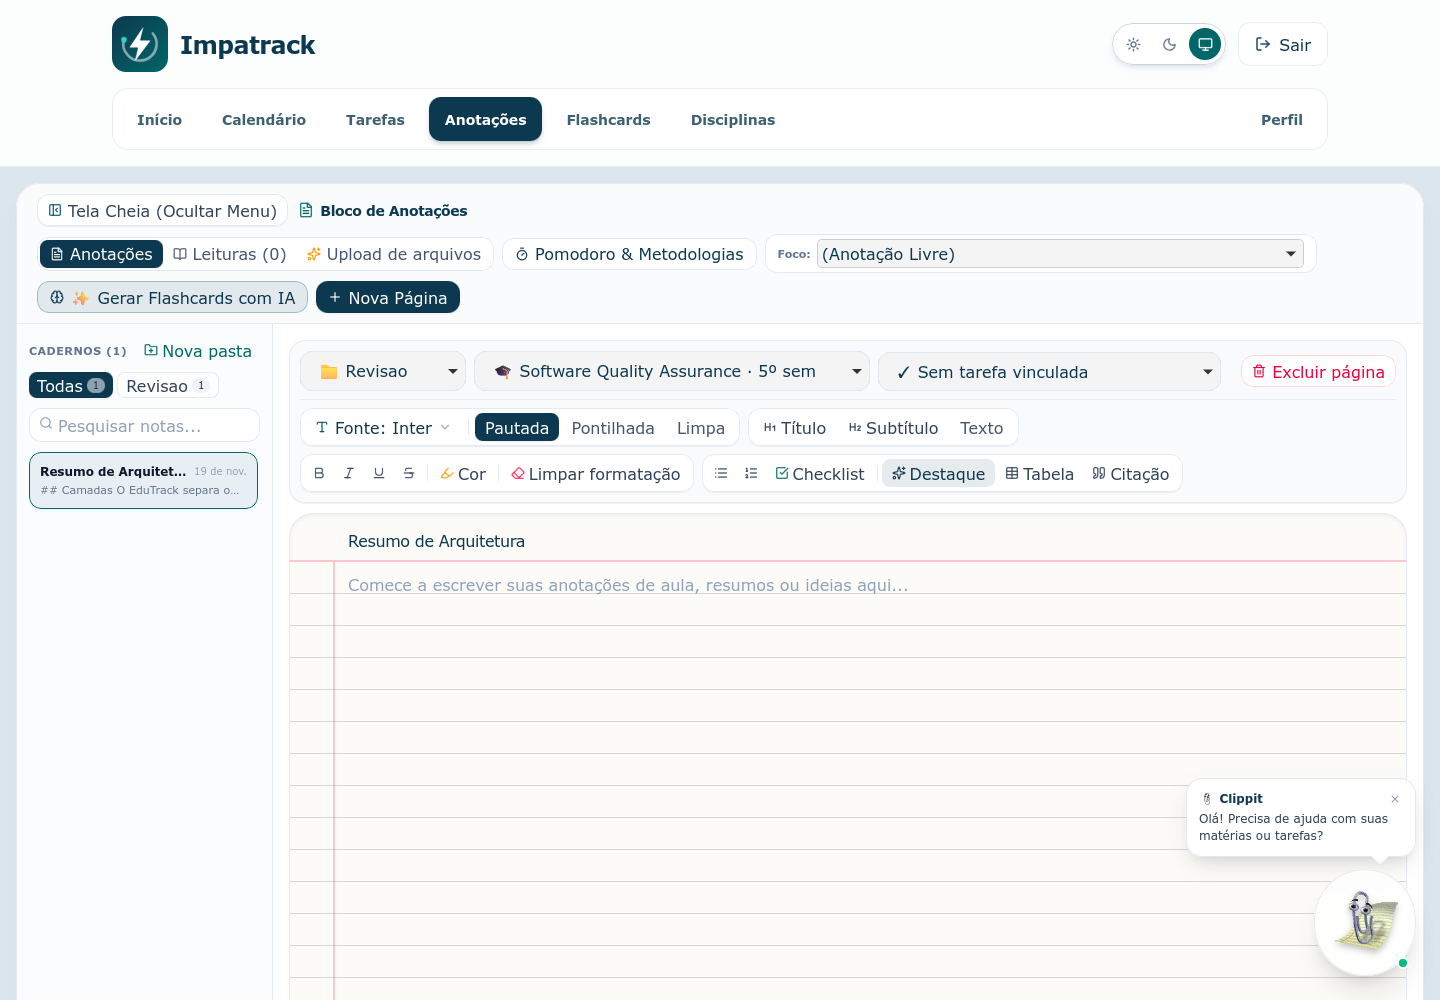 Impatrack
Sair
Início Calendário Tarefas Anotações Flashcards Disciplinas Perfil
Tela Cheia (Ocultar Menu) Bloco de Anotações
Anotações Leituras (0) Upload de arquivos Pomodoro & Metodologias Foco: (Anotação Livre)
✨ Gerar Flashcards com IA Nova Página
CADERNOS (1) Nova pasta
Todas 1 Revisao 1
Pesquisar notas...
Resumo de Arquitet... 19 de nov.
## Camadas O EduTrack separa o...
Revisao Software Quality Assurance · 5º sem ✓ Sem tarefa vinculada Excluir página
Fonte: Inter Pautada Pontilhada Limpa H1 Título H2 Subtítulo Texto
B I U S Cor Limpar formatação Checklist Destaque Tabela Citação
Resumo de Arquitetura
Comece a escrever suas anotações de aula, resumos ou ideias aqui...
Clippit ×
Olá! Precisa de ajuda com suas
matérias ou tarefas?